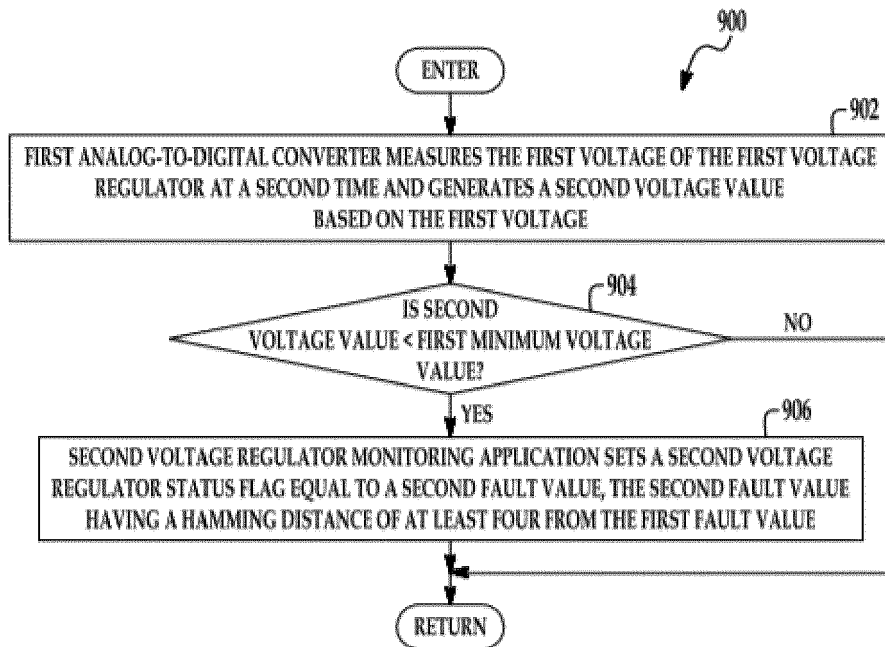 900
ENTER
902
FIRST ANALOG-TO-DIGITAL CONVERTER MEASURES THE FIRST VOLTAGE OF THE FIRST VOLTAGE
REGULATOR AT A SECOND TIME AND GENERATES A SECOND VOLTAGE VALUE
BASED ON THE FIRST VOLTAGE
904
IS SECOND
VOLTAGE VALUE < FIRST MINIMUM VOLTAGE
VALUE?
NO
YES
906
SECOND VOLTAGE REGULATOR MONITORING APPLICATION SETS A SECOND VOLTAGE
REGULATOR STATUS FLAG EQUAL TO A SECOND FAULT VALUE, THE SECOND FAULT VALUE
HAVING A HAMMING DISTANCE OF AT LEAST FOUR FROM THE FIRST FAULT VALUE
RETURN